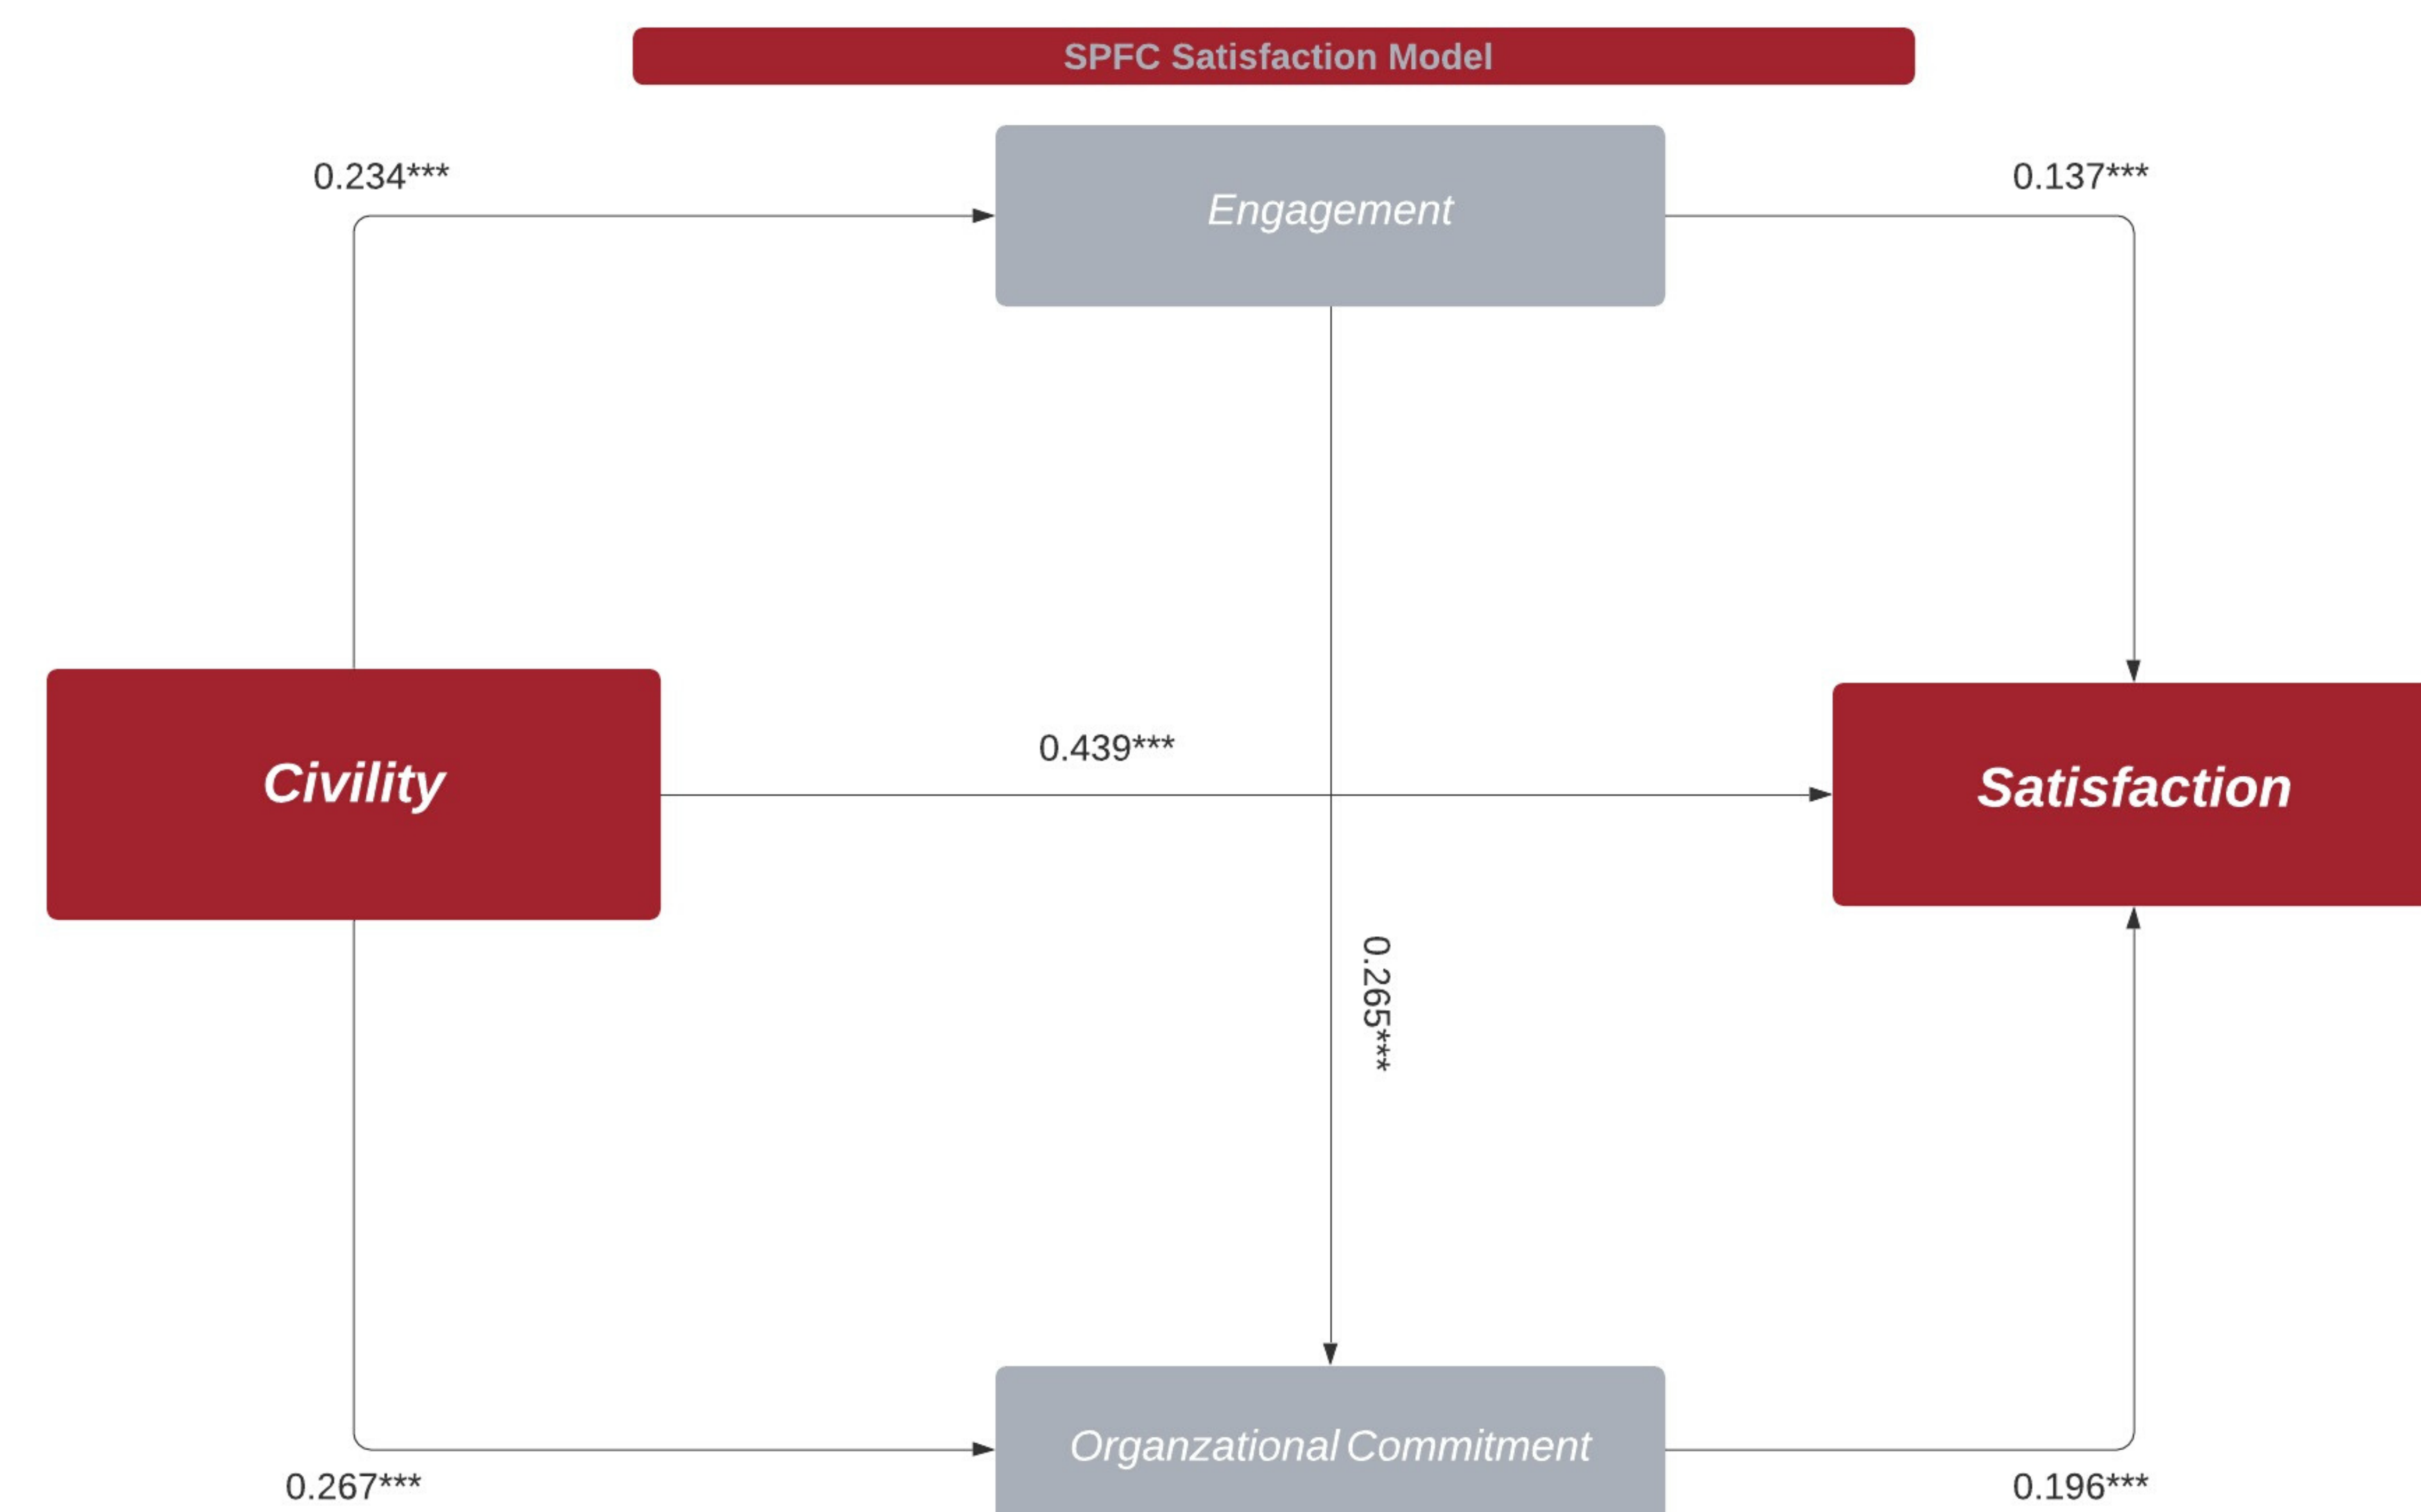 SPFC Satisfaction Model
0.234***
Engagement
0.137***
0.439***
Civility
Satisfaction
0.265***
Organzational Commitment
0.267***
0.196***